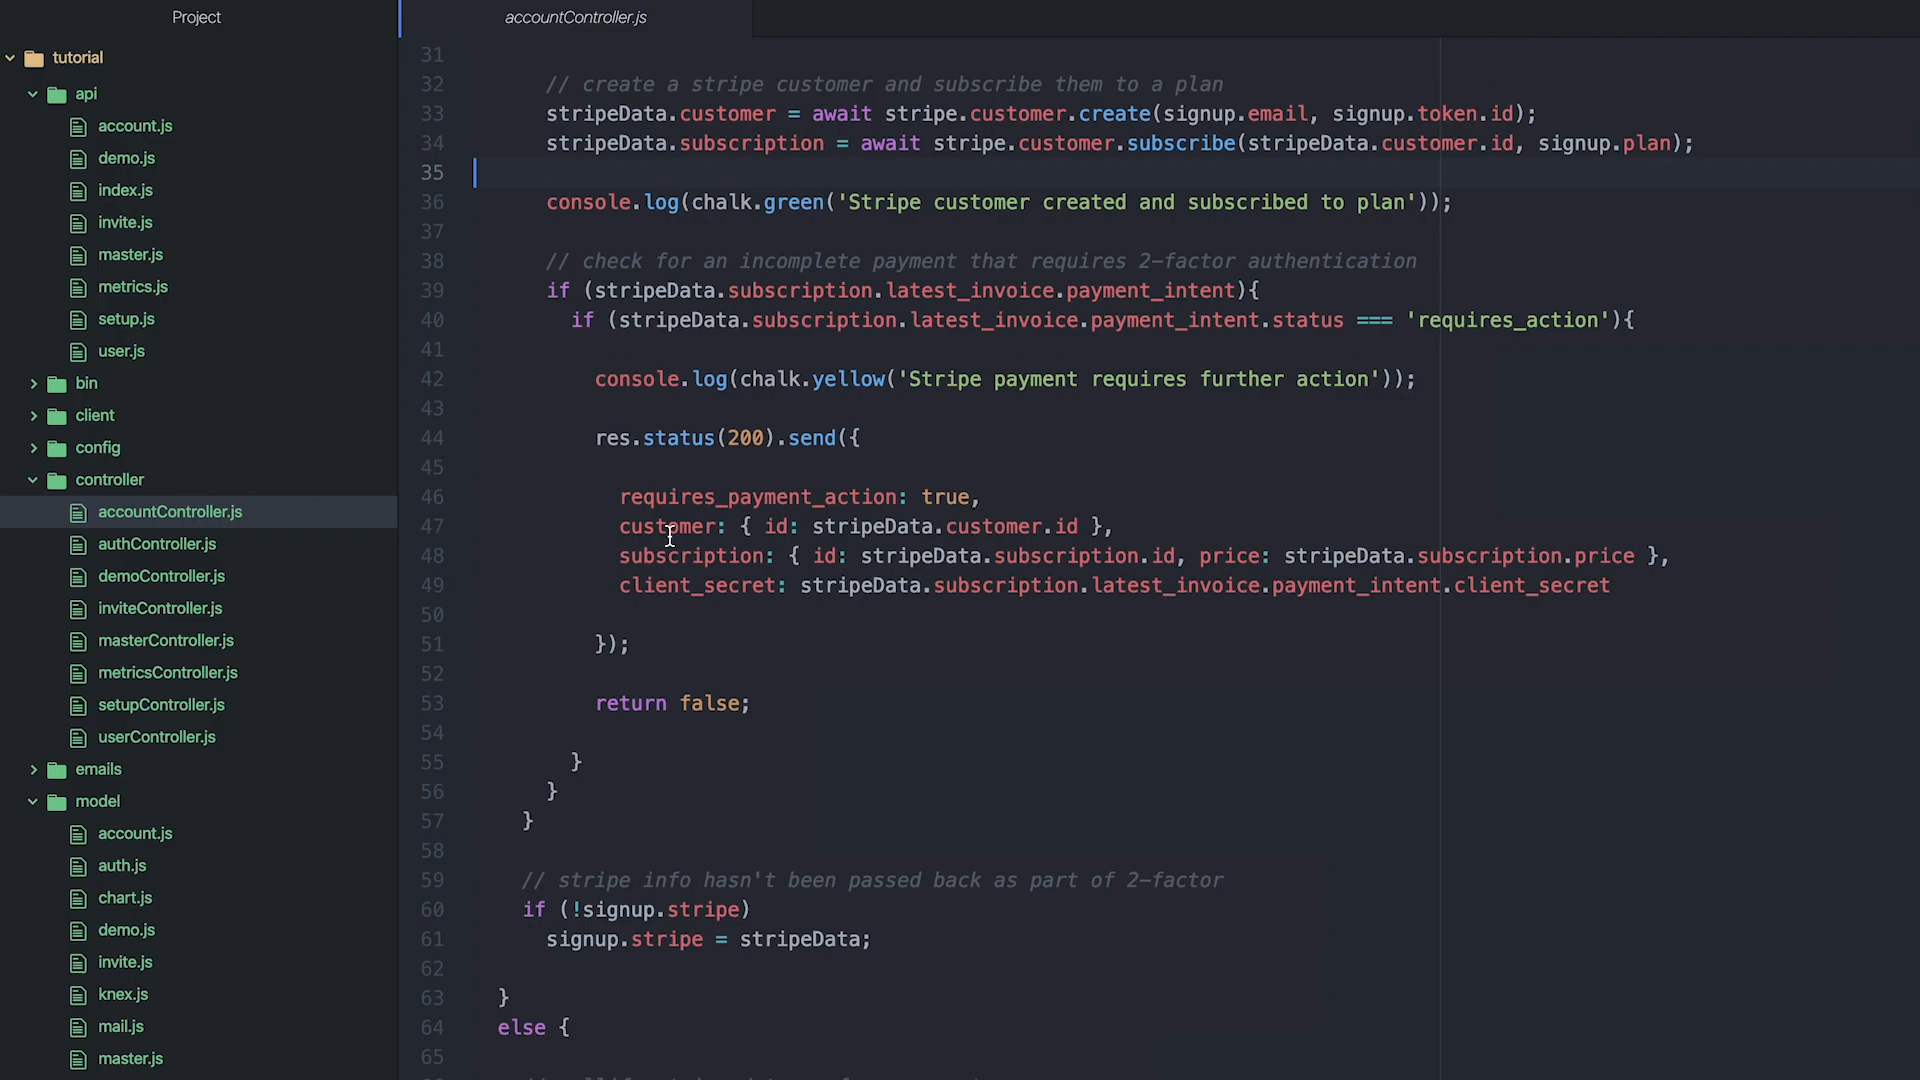 Project
accountController.js
tutorial
api
account.js
demo.js
index.js
invite.js
master.js
metrics.js
setup.js
user.js
bin
client
config
controller
accountController.js
authController.js
demoController.js
inviteController.js
masterController.js
metricsController.js
setupController.js
userController.js
emails
model
account.js
auth.js
chart.js
demo.js
invite.js
knex.js
mail.js
master.js
31
32 // create a stripe customer and subscribe them to a plan
33 stripeData.customer = await stripe.customer.create(signup.email, signup.token.id);
34 stripeData.subscription = await stripe.customer.subscribe(stripeData.customer.id, signup.plan);
35
36 console.log(chalk.green('Stripe customer created and subscribed to plan'));
37
38 // check for an incomplete payment that requires 2-factor authentication
39 if (stripeData.subscription.latest_invoice.payment_intent){
40 if (stripeData.subscription.latest_invoice.payment_intent.status === 'requires_action'){
41
42 console.log(chalk.yellow('Stripe payment requires further action'));
43
44 res.status(200).send({
45
46 requires_payment_action: true,
47 customer: { id: stripeData.customer.id },
48 subscription: { id: stripeData.subscription.id, price: stripeData.subscription.price },
49 client_secret: stripeData.subscription.latest_invoice.payment_intent.client_secret
50
51 });
52
53 return false;
54
55 }
56 }
57 }
58
59 // stripe info hasn't been passed back as part of 2-factor
60 if (!signup.stripe)
61 signup.stripe = stripeData;
62
63 }
64 else {
65